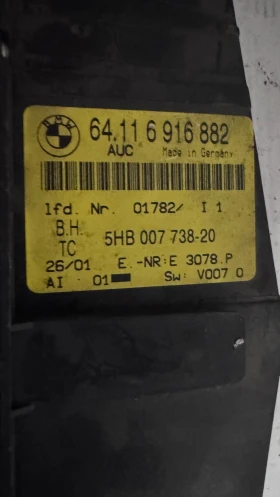 BMW
64.11 6 916 882
AUC Made in Germany
lfd. Nr. 01782/ I 1
B.H. 5HB 007 738-20
TC
26/01 E.-NR:E 3078.P
AI 01 SW: V007 0